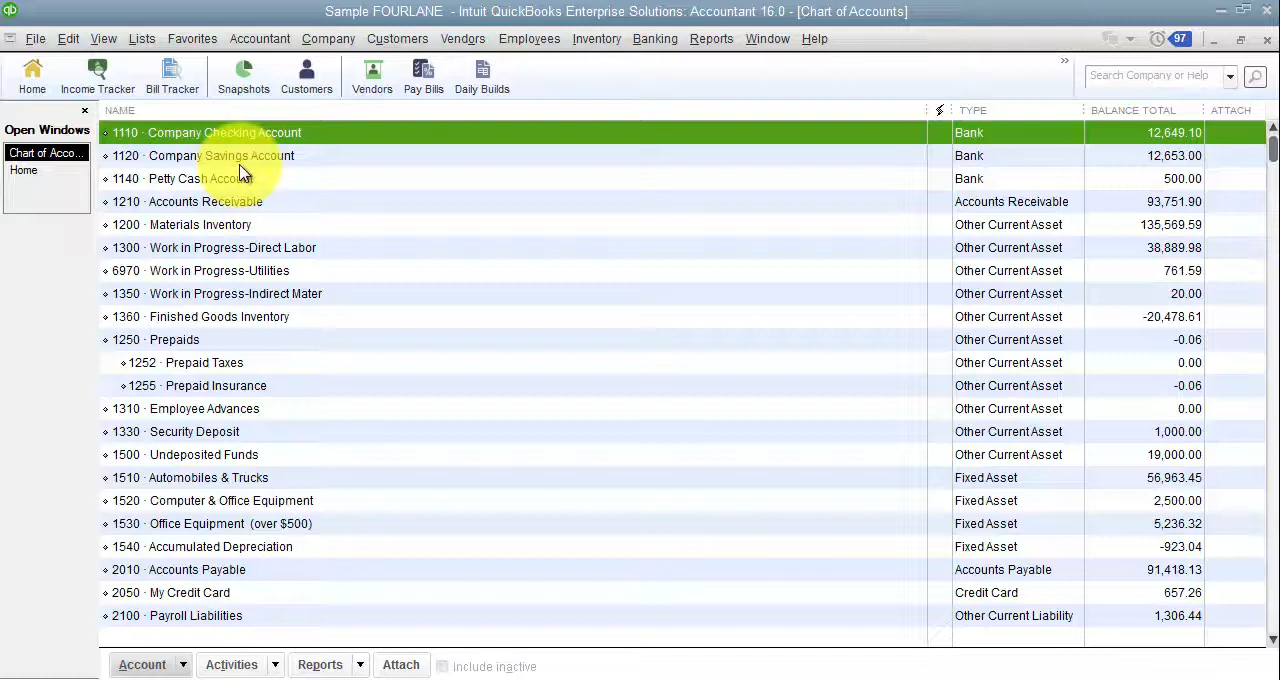 Sample FOURLANE - Intuit QuickBooks Enterprise Solutions: Accountant 16.0 - [Chart of Accounts]
File Edit View Lists Favorites Accountant Company Customers Vendors Employees Inventory Banking Reports Window Help 97
Home Income Tracker Bill Tracker Snapshots Customers Vendors Pay Bills Daily Builds Search Company or Help
NAME TYPE BALANCE TOTAL ATTACH
Open Windows
Chart of Acco...
Home
1110 · Company Checking Account Bank 12,649.10
1120 · Company Savings Account Bank 12,653.00
1140 · Petty Cash Account Bank 500.00
1210 · Accounts Receivable Accounts Receivable 93,751.90
1200 · Materials Inventory Other Current Asset 135,569.59
1300 · Work in Progress-Direct Labor Other Current Asset 38,889.98
6970 · Work in Progress-Utilities Other Current Asset 761.59
1350 · Work in Progress-Indirect Mater Other Current Asset 20.00
1360 · Finished Goods Inventory Other Current Asset -20,478.61
1250 · Prepaids Other Current Asset -0.06
1252 · Prepaid Taxes Other Current Asset 0.00
1255 · Prepaid Insurance Other Current Asset -0.06
1310 · Employee Advances Other Current Asset 0.00
1330 · Security Deposit Other Current Asset 1,000.00
1500 · Undeposited Funds Other Current Asset 19,000.00
1510 · Automobiles & Trucks Fixed Asset 56,963.45
1520 · Computer & Office Equipment Fixed Asset 2,500.00
1530 · Office Equipment (over $500) Fixed Asset 5,236.32
1540 · Accumulated Depreciation Fixed Asset -923.04
2010 · Accounts Payable Accounts Payable 91,418.13
2050 · My Credit Card Credit Card 657.26
2100 · Payroll Liabilities Other Current Liability 1,306.44
Account Activities Reports Attach Include inactive